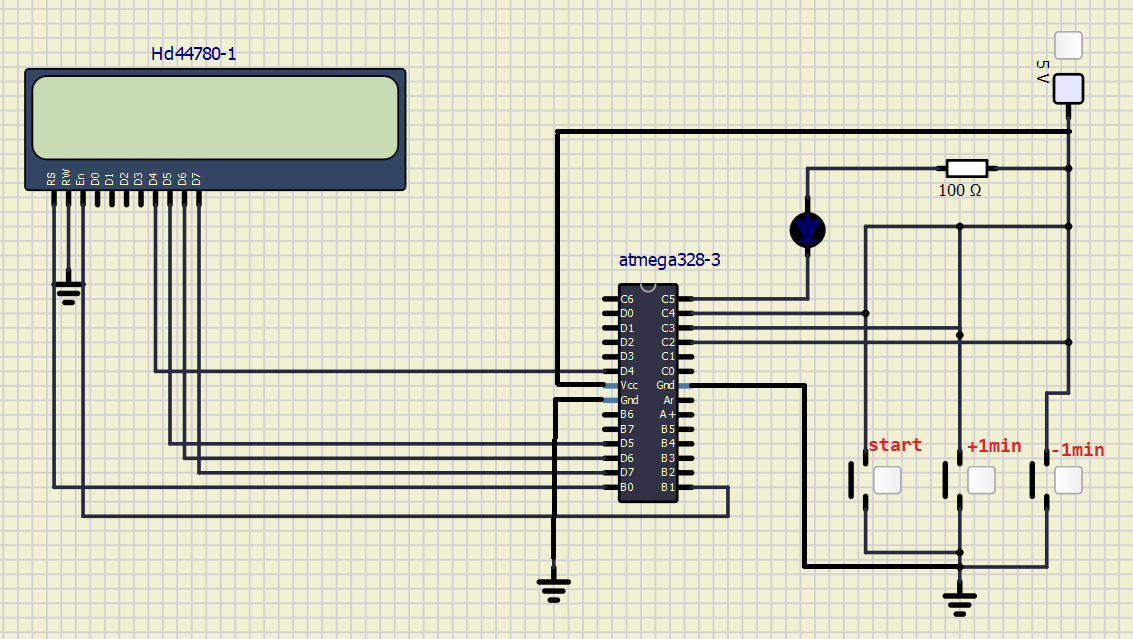 Hd44780-1
RS RW En D0 D1 D2 D3 D4 D5 D6 D7
5 V
100 Ω
atmega328-3
C6 C5
D0 C4
D1 C3
D2 C2
D3 C1
D4 C0
Vcc Gnd
Gnd Ar
B6 A+
B7 B5
D5 B4
D6 B3
D7 B2
B0 B1
start +1min -1min